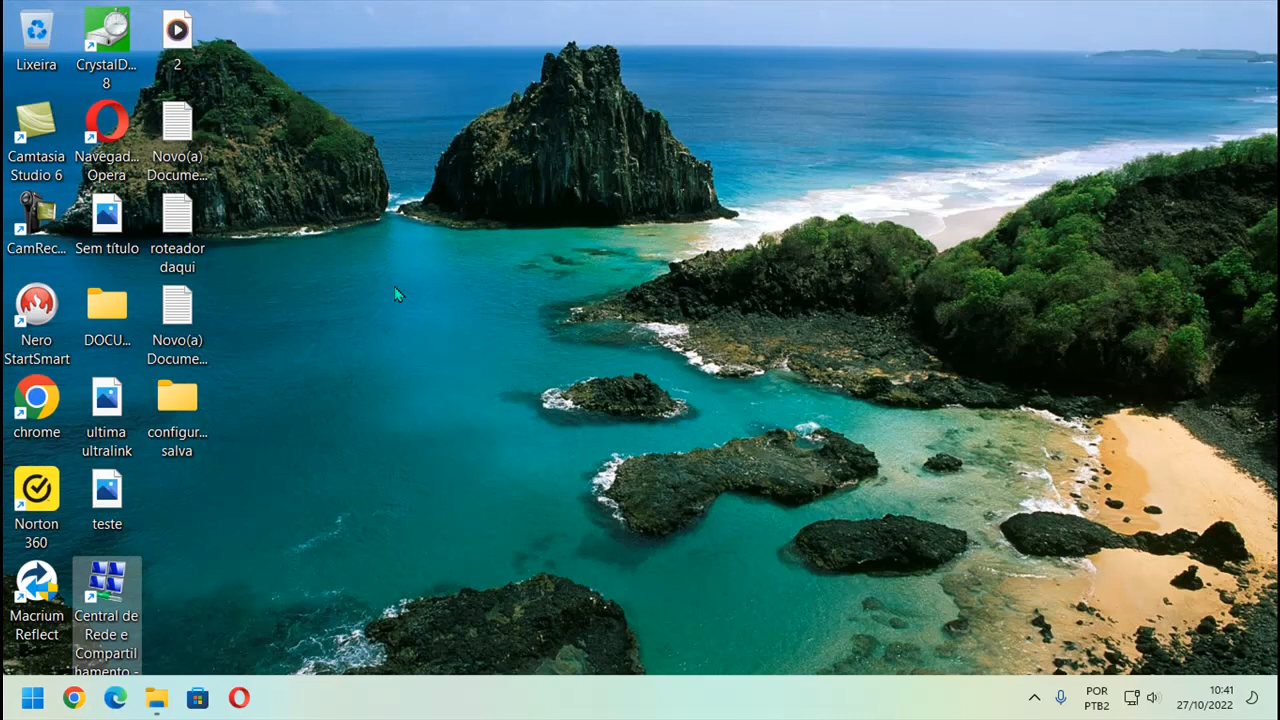 Lixeira
CrystalD...
8
2
Camtasia
Studio 6
Navegad...
Opera
Novo(a)
Docume...
CamRec...
Sem título
roteador
daqui
Nero
StartSmart
DOCU...
Novo(a)
Docume...
chrome
ultima
ultralink
configur...
salva
Norton
360
teste
Macrium
Reflect
Central de
Rede e
Compartil
hamento -
POR
PTB2
10:41
27/10/2022